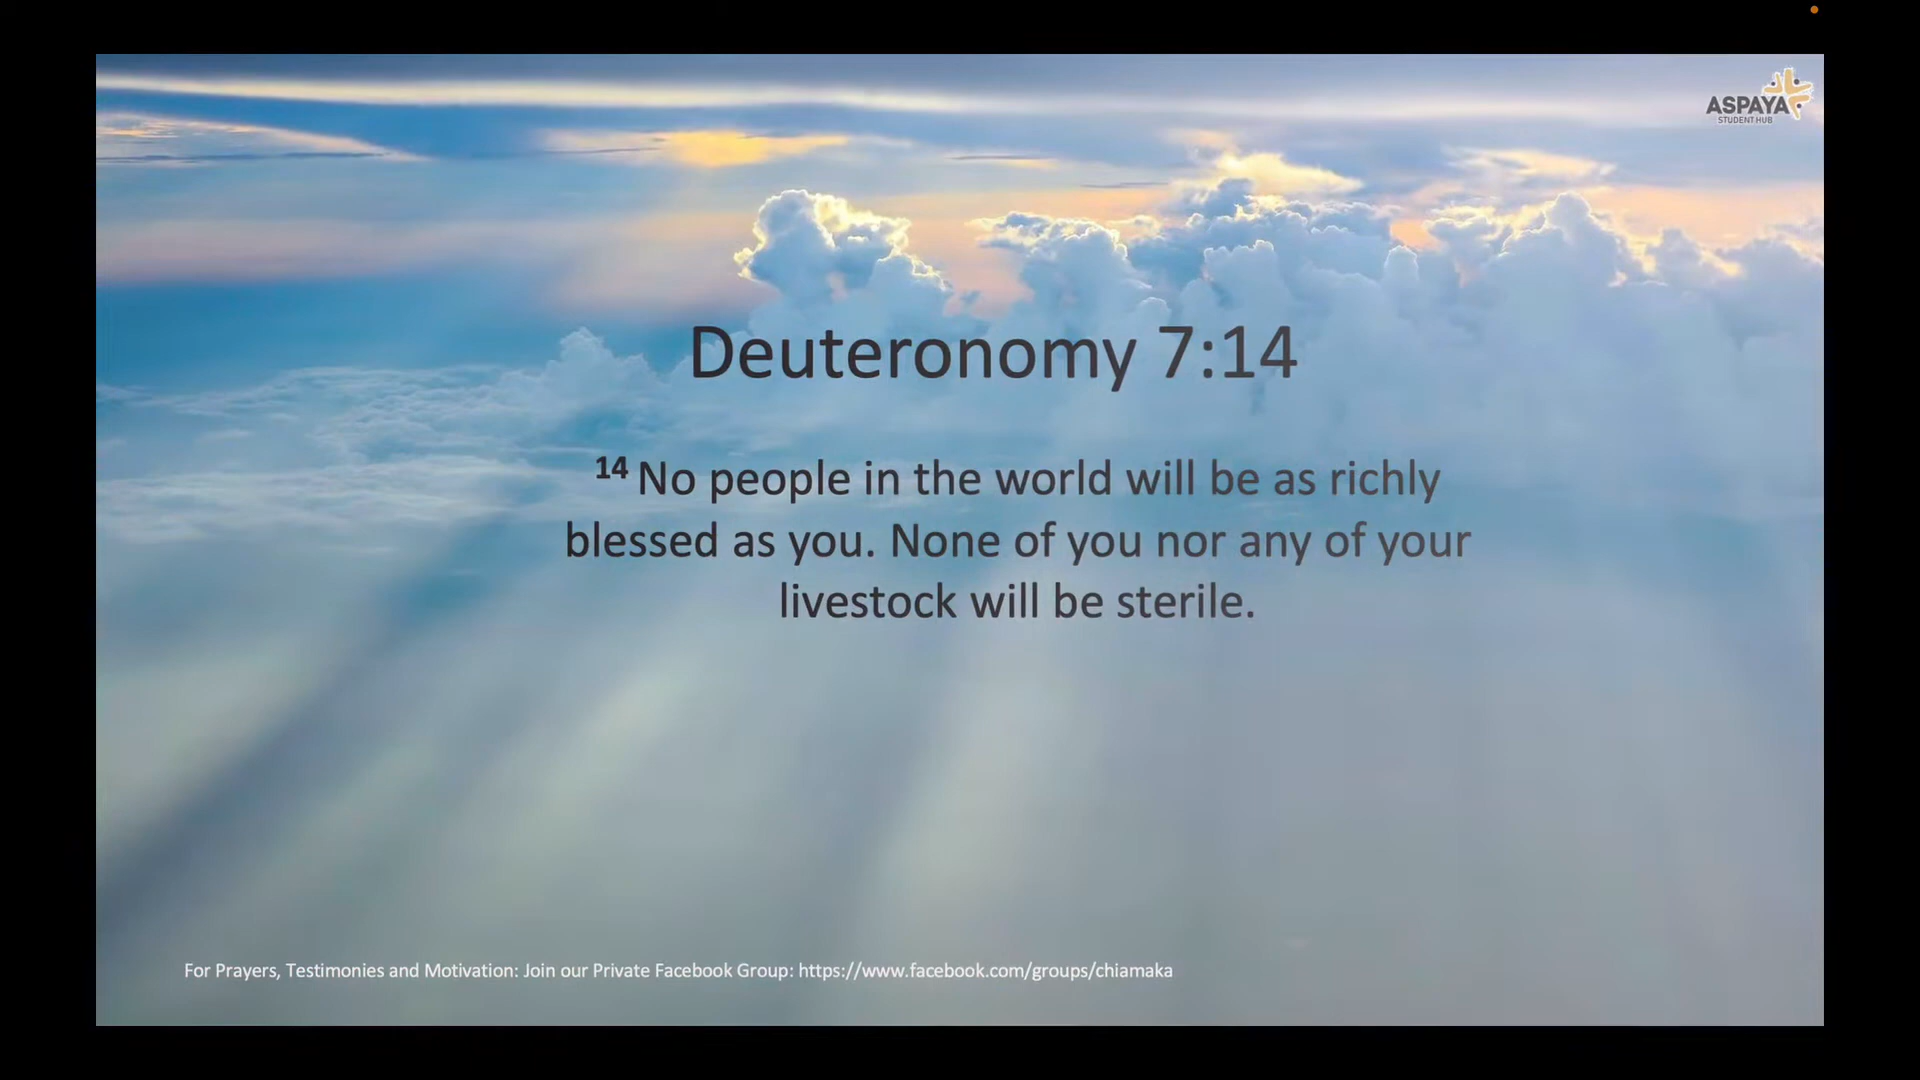 ASPAYA
STUDENT HUB
Deuteronomy 7:14
14 No people in the world will be as richly
blessed as you. None of you nor any of your
livestock will be sterile.
For Prayers, Testimonies and Motivation: Join our Private Facebook Group: https://www.facebook.com/groups/chiamaka